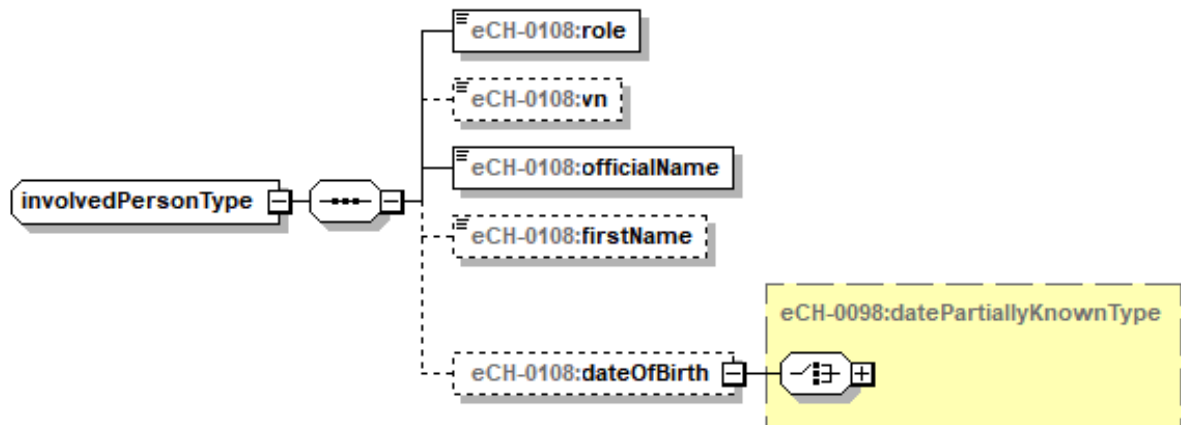 eCH-0108:role
eCH-0108:vn
eCH-0108:officialName
involvedPersonType
eCH-0108:firstName
eCH-0098:datePartiallyKnownType
eCH-0108:dateOfBirth